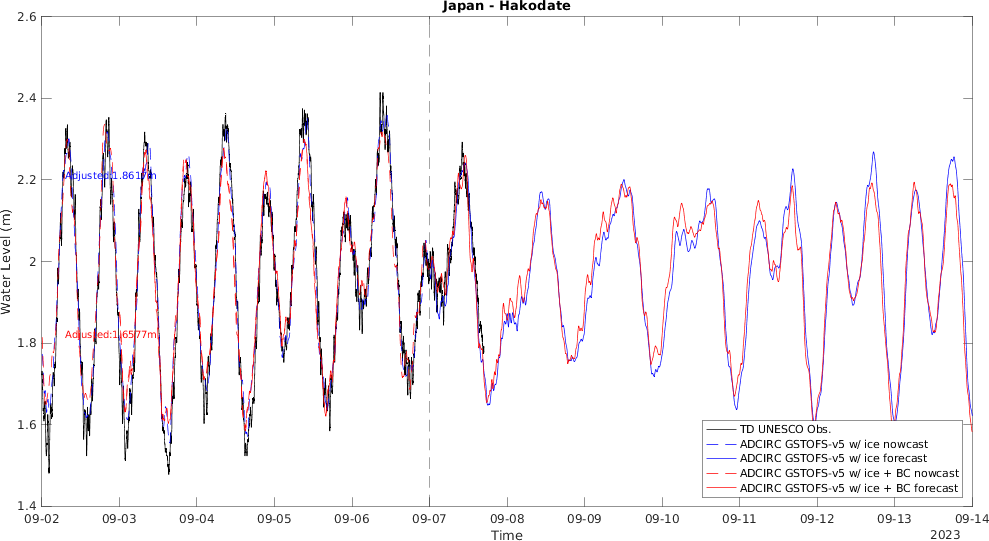 Japan - Hakodate
2.6
2.4
2.2
2
1.8
1.6
1.4
Water Level (m)
Adjusted:1.8617m
Adjusted:1.6577m
TD UNESCO Obs.
ADCIRC GSTOFS-v5 w/ ice nowcast
ADCIRC GSTOFS-v5 w/ ice forecast
ADCIRC GSTOFS-v5 w/ ice + BC nowcast
ADCIRC GSTOFS-v5 w/ ice + BC forecast
09-02 09-03 09-04 09-05 09-06 09-07 09-08 09-09 09-10 09-11 09-12 09-13 09-14
Time
2023